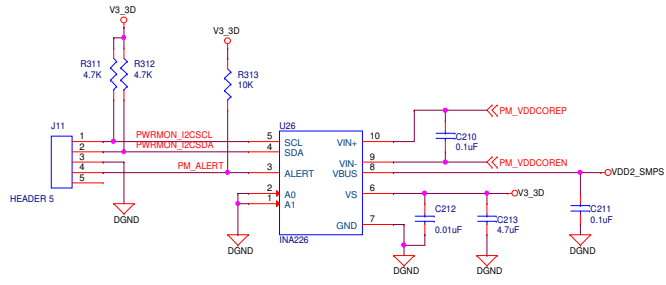 V3_3D
V3_3D
R311
4.7K
R312
4.7K
R313
10K
J11
1
2
3
4
5
HEADER 5
PWRMON_I2CSCL
PWRMON_I2CSDA
PM_ALERT
DGND
DGND
U26
5 SCL
4 SDA
3 ALERT
2 A0
1 A1
VIN+ 10
VIN- 9
VBUS 8
VS 6
GND 7
INA226
PM_VDDCOREP
C210
0.1uF
PM_VDDCOREN
VDD2_SMPS
V3_3D
C212
0.01uF
C213
4.7uF
C211
0.1uF
DGND
DGND
DGND